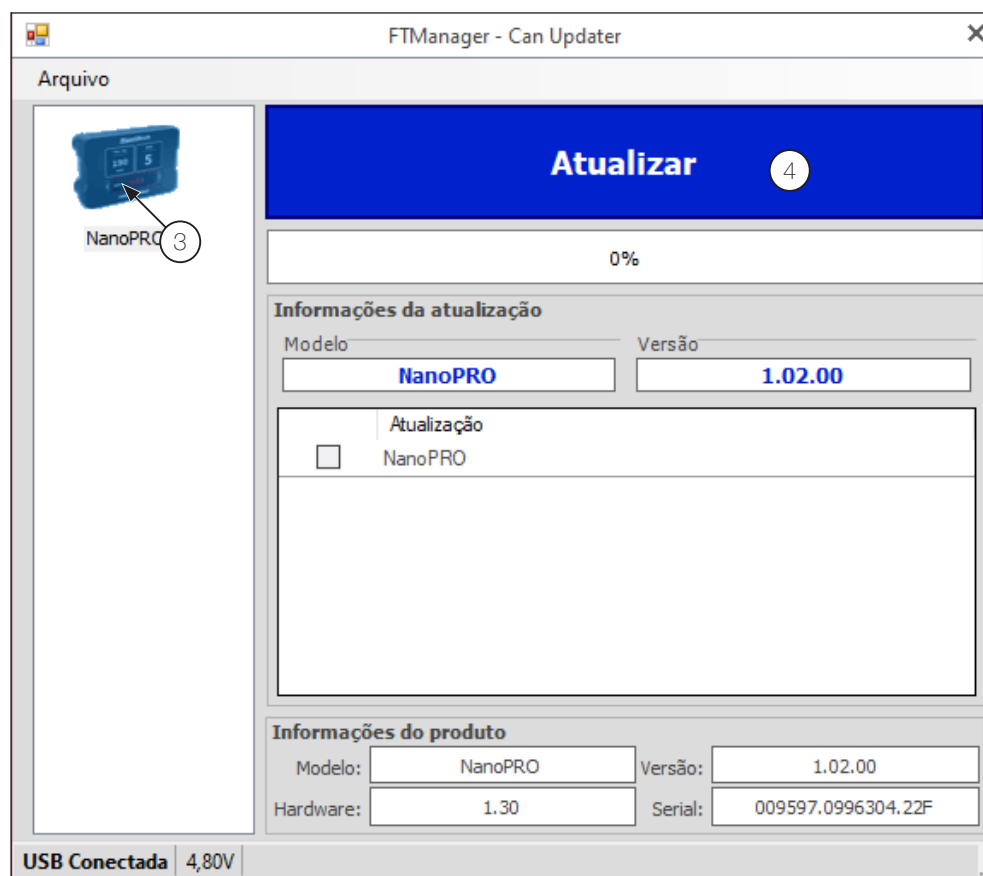 FTManager - Can Updater
Arquivo
Atualizar
4
190
5
3
0%
Informações da atualização
Modelo
Versão
NanoPRO
1.02.00
Atualização
NanoPRO
Informações do produto
Modelo:
NanoPRO
Versão:
1.02.00
Hardware:
1.30
Serial:
009597.0996304.22F
USB Conectada
4,80V